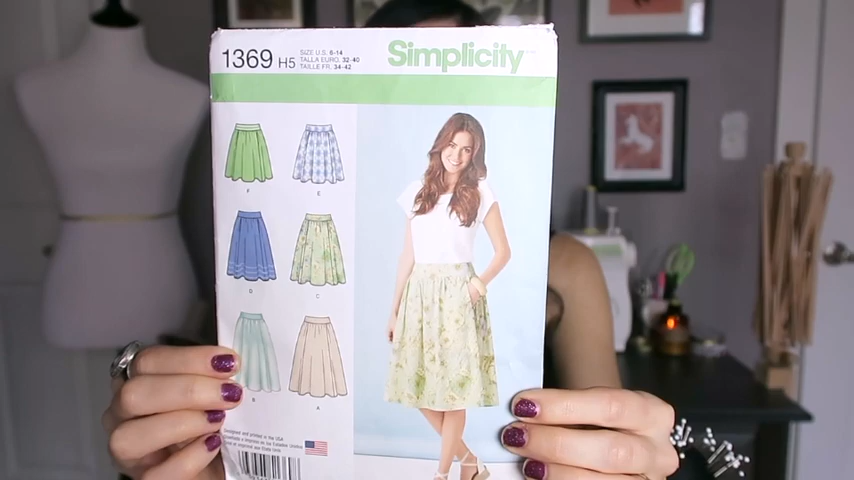 1369 H5
SIZE U.S. 6-14
TALLA EURO. 32-40
TAILLE FR. 34-42
Simplicity
F
E
D
C
B
A
Designed and printed in the USA